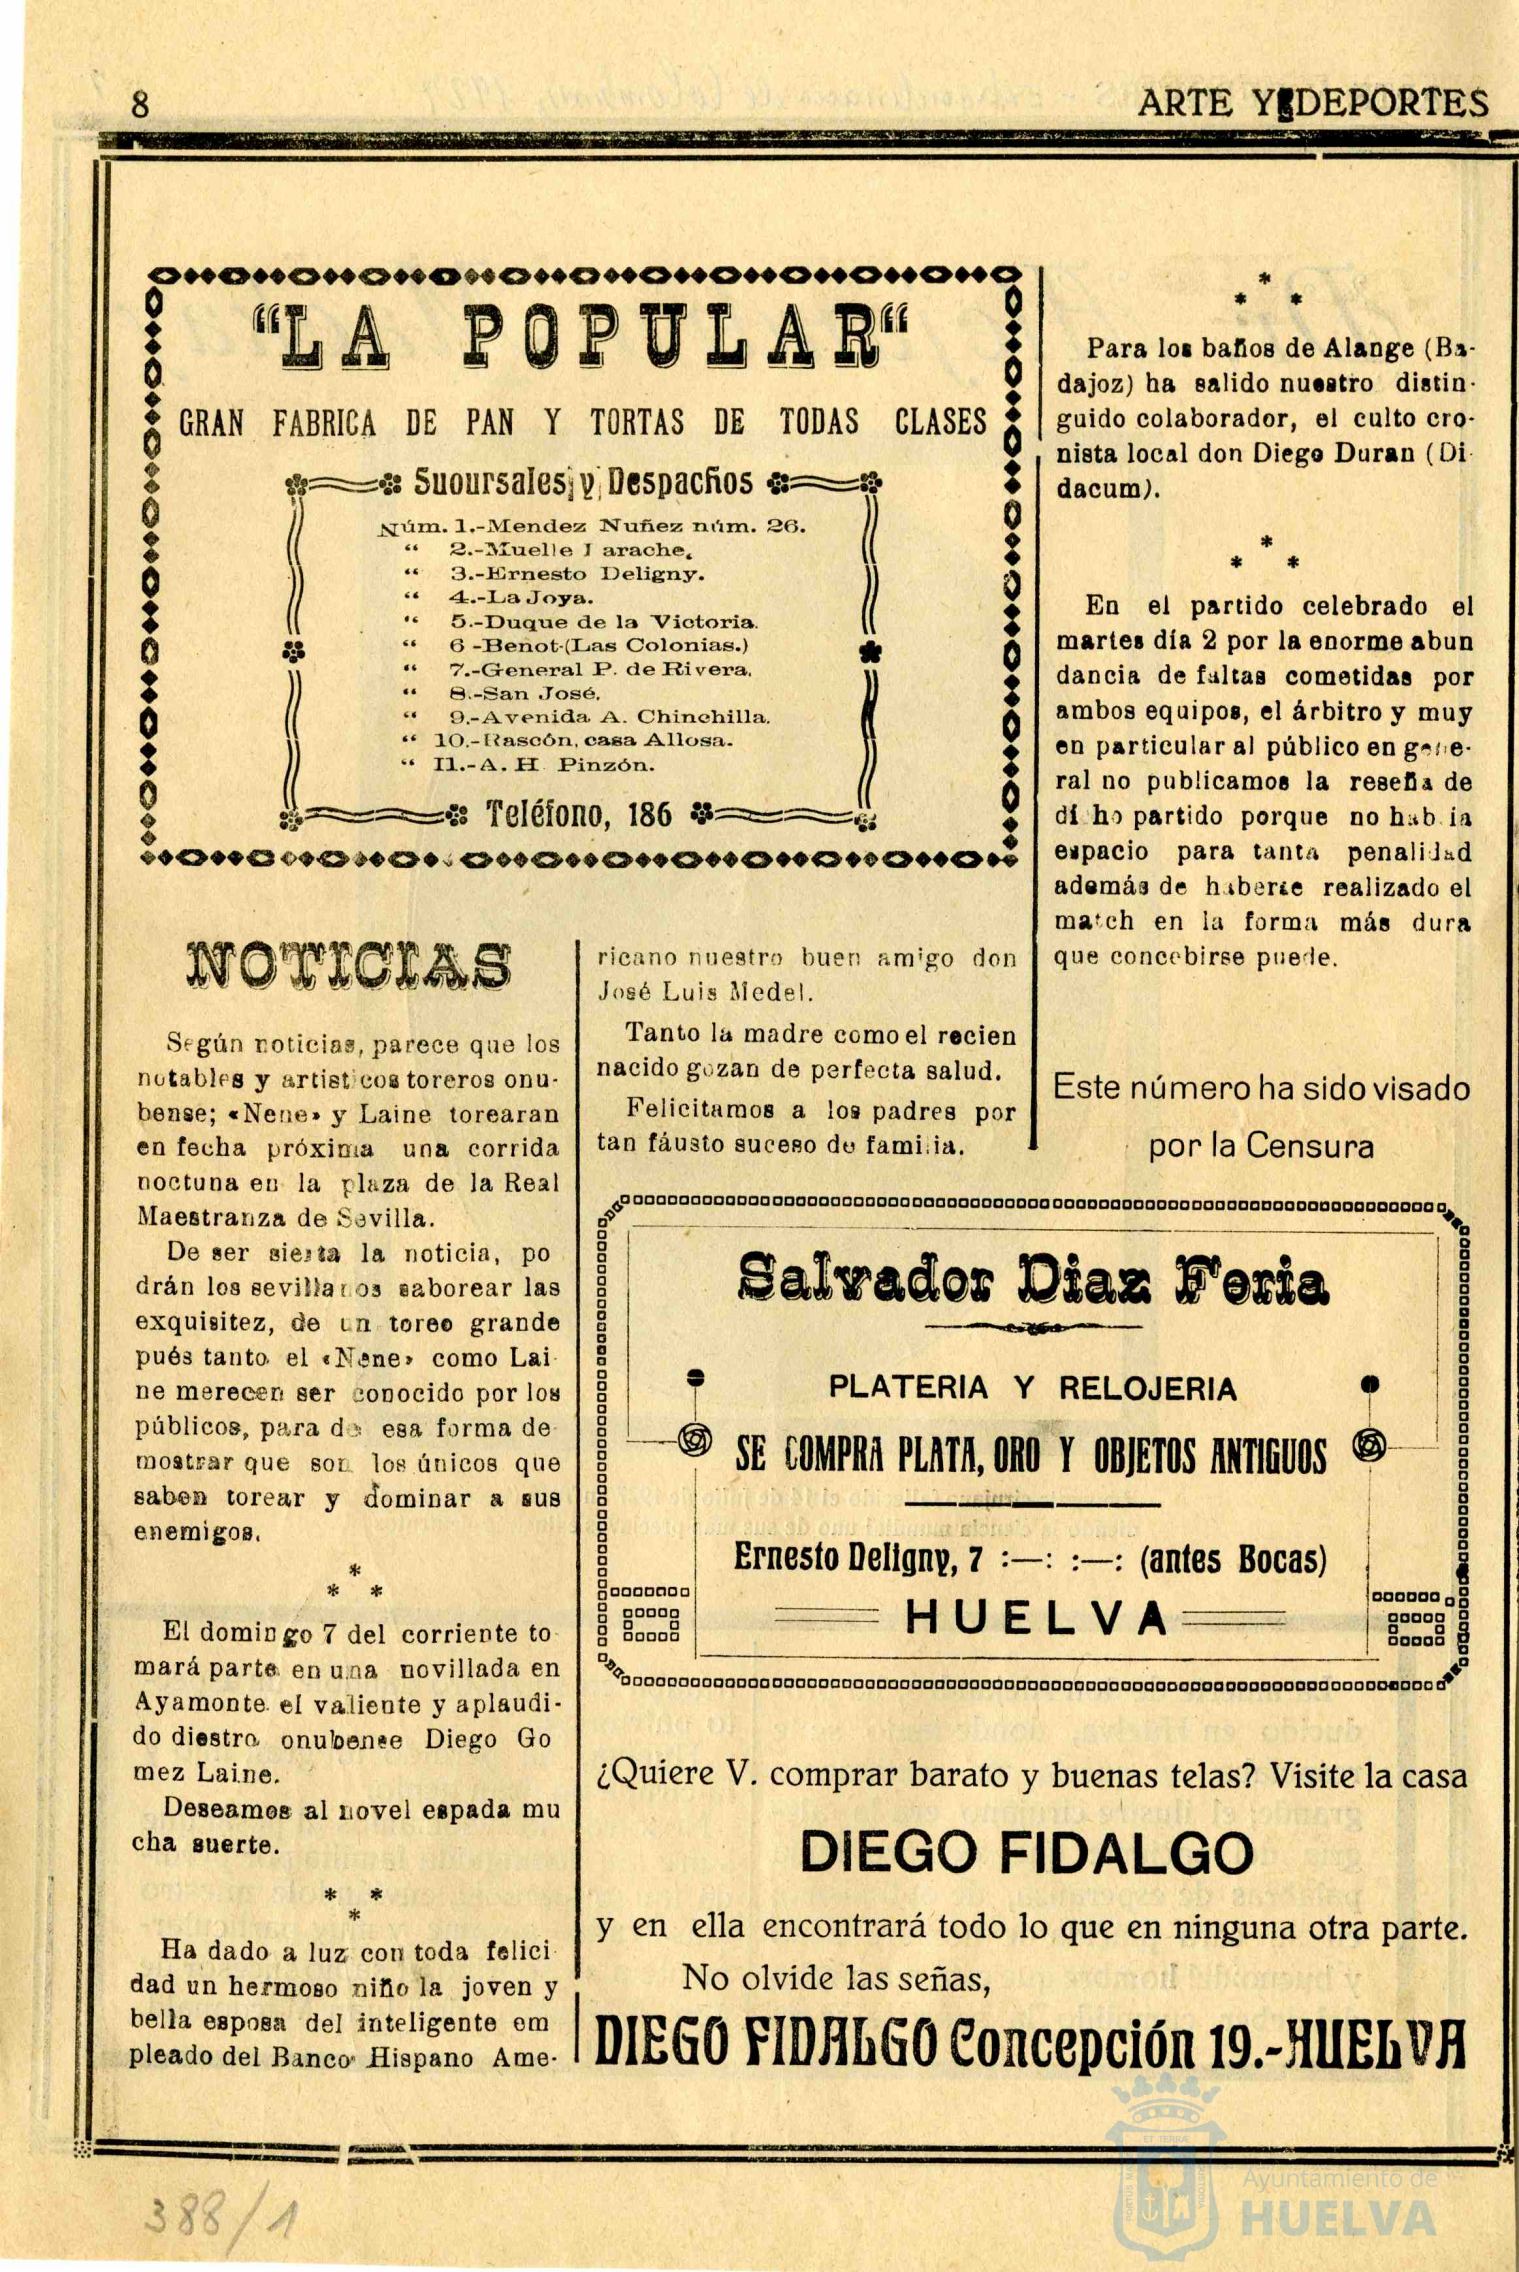 8
ARTE Y DEPORTES
"LA POPULAR"
GRAN FABRICA DE PAN Y TORTAS DE TODAS CLASES
Suoursales y Despachos
Núm. 1.-Mendez Nuñez núm. 26.
“ 2.-Muelle Tarache.
“ 3.-Ernesto Deligny.
“ 4.-La Joya.
“ 5.-Duque de la Victoria.
“ 6 -Benot-(Las Colonias.)
“ 7.-General P. de Rivera.
“ 8.-San José.
“ 9.-Avenida A. Chinchilla.
“ 10.-Rascón, casa Allosa.
“ 11.-A. H Pinzón.
Teléfono, 186
NOTICIAS
Según noticias, parece que los
notables y artisticos toreros onu-
bense; «Nene» y Laine torearan
en fecha próxima una corrida
noctuna en la plaza de la Real
Maestranza de Sevilla.
De ser sierta la noticia, po
drán los sevillanos saborear las
exquisitez, de un toreo grande
pués tanto el «Nene» como Lai
ne merecen ser conocido por los
públicos, para de esa forma de
mostrar que son los únicos que
saben torear y dominar a sus
enemigos.
* * *
El domingo 7 del corriente to
mará parte en una novillada en
Ayamonte el valiente y aplaudi-
do diestro onubense Diego Go
mez Laine.
Deseamos al novel espada mu
cha suerte.
* * *
Ha dado a luz con toda felici
dad un hermoso niño la joven y
bella esposa del inteligente em
pleado del Banco Hispano Ame-
ricano nuestro buen amigo don
José Luis Medel.
Tanto la madre como el recien
nacido gozan de perfecta salud.
Felicitamos a los padres por
tan fáusto suceso de familia.
* * *
Para los baños de Alange (Ba-
dajoz) ha salido nuestro distin-
guido colaborador, el culto cro-
nista local don Diego Duran (Di
dacum).
* * *
En el partido celebrado el
martes día 2 por la enorme abun
dancia de faltas cometidas por
ambos equipos, el árbitro y muy
en particular al público en gene-
ral no publicamos la reseña de
di ho partido porque no habia
espacio para tanta penalidad
además de haberse realizado el
match en la forma más dura
que concebirse puede.
Este número ha sido visado
por la Censura
Salvador Diaz Feria
PLATERIA Y RELOJERIA
SE COMPRA PLATA, ORO Y OBJETOS ANTIGUOS
Ernesto Deligny, 7 :—: :—: (antes Bocas)
HUELVA
¿Quiere V. comprar barato y buenas telas? Visite la casa
DIEGO FIDALGO
y en ella encontrará todo lo que en ninguna otra parte.
No olvide las señas,
DIEGO FIDALGO Concepción 19.-HUELVA
388/1
Ayuntamiento de
HUELVA